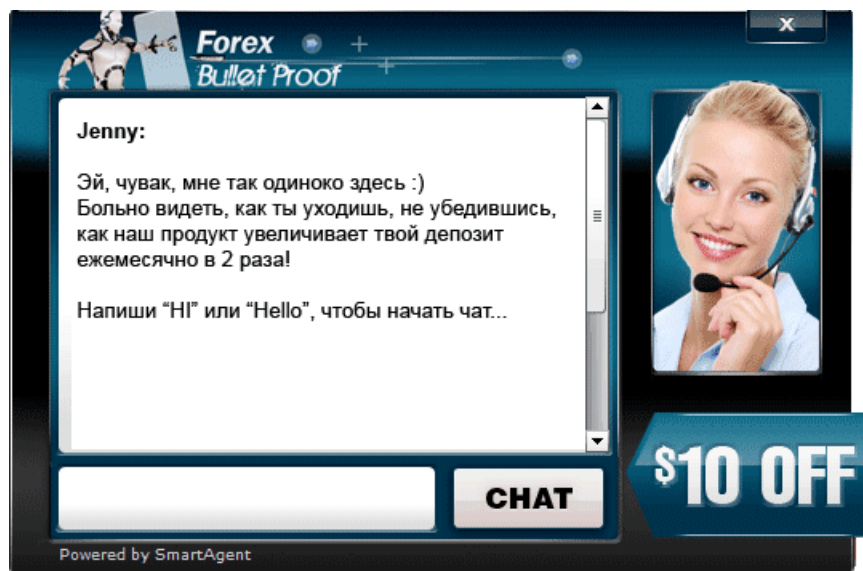 X
Forex
Bullet Proof
Jenny:
Эй, чувак, мне так одиноко здесь :)
Больно видеть, как ты уходишь, не убедившись,
как наш продукт увеличивает твой депозит
ежемесячно в 2 раза!
Напиши “HI” или “Hello”, чтобы начать чат...
$10 OFF
CHAT
Powered by SmartAgent